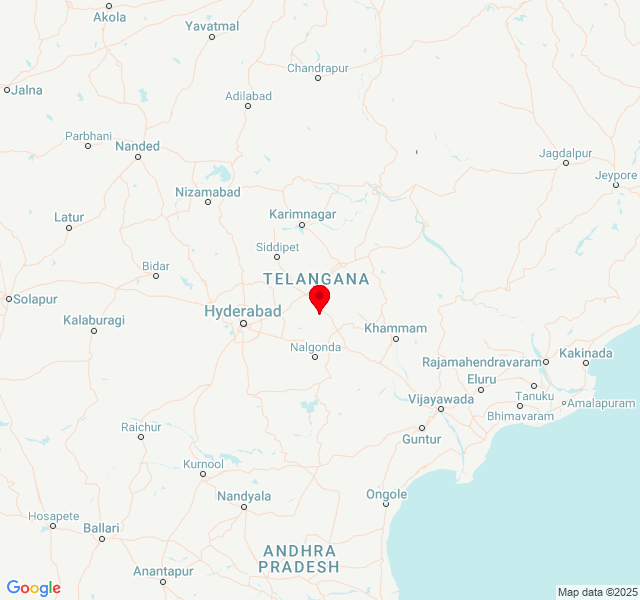 Akola
Yavatmal
Chandrapur
Jalna
Adilabad
Parbhani
Nanded
Jagdalpur
Jeypore
Nizamabad
Karimnagar
Latur
Siddipet
Bidar
TELANGANA
Solapur
Hyderabad
Kalaburagi
Khammam
Nalgonda
Rajamahendravaram
Kakinada
Eluru
Tanuku
Vijayawada
Amalapuram
Bhimavaram
Raichur
Guntur
Kurnool
Nandyala
Ongole
Hosapete
Ballari
ANDHRA
PRADESH
Anantapur
Google
Map data ©2025